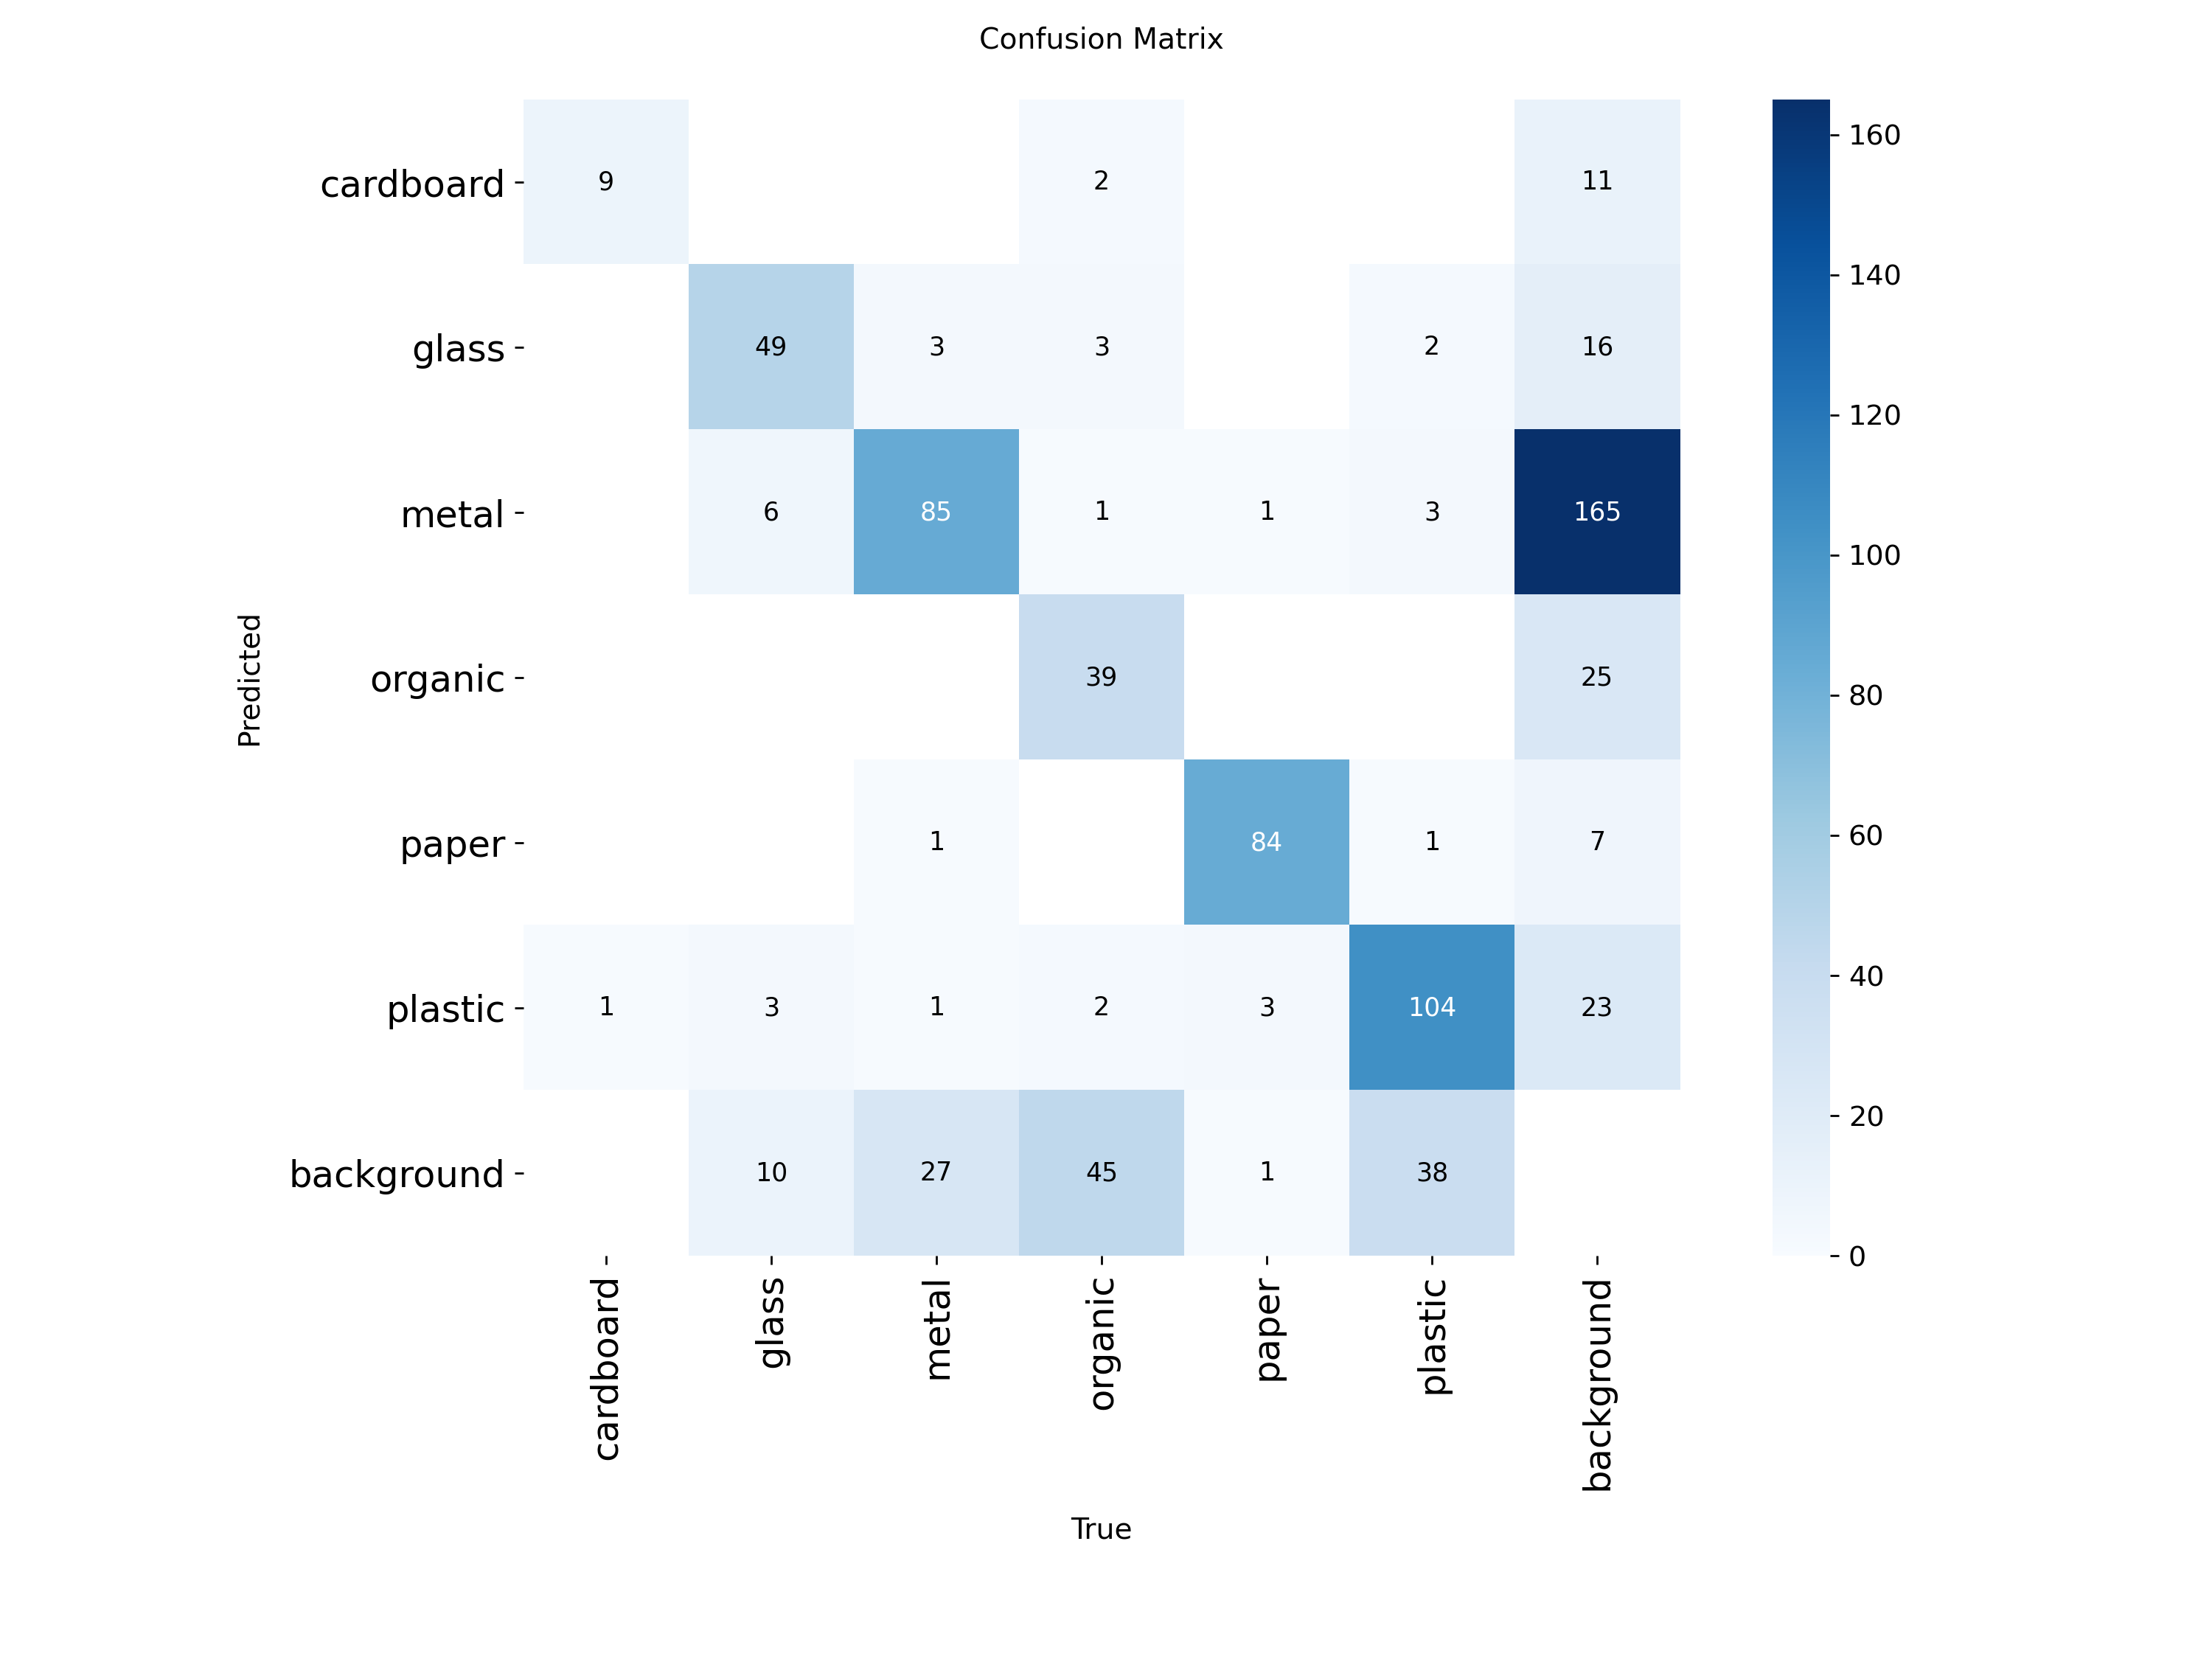 Confusion Matrix
cardboard 9 2 11
glass 49 3 3 2 16
metal 6 85 1 1 3 165
organic 39 25
paper 1 84 1 7
plastic 1 3 1 2 3 104 23
background 10 27 45 1 38
Predicted
cardboard glass metal organic paper plastic background
True
160
140
120
100
80
60
40
20
0